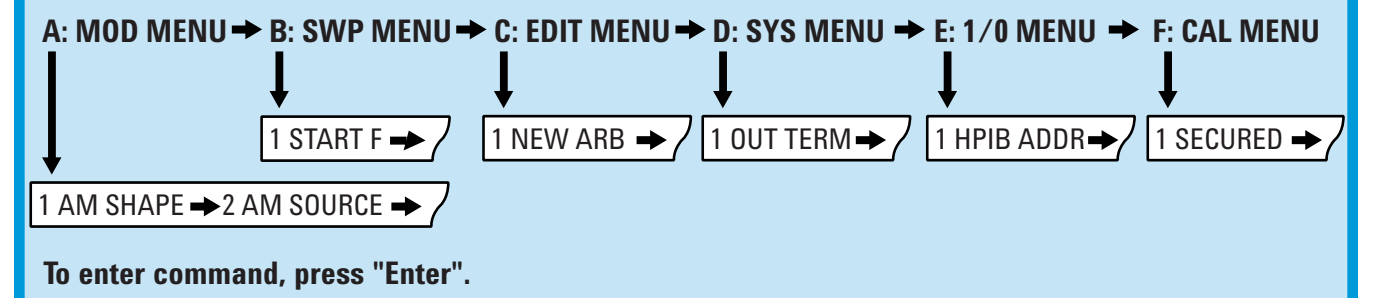 A: MOD MENU → B: SWP MENU → C: EDIT MENU → D: SYS MENU → E: 1/0 MENU → F: CAL MENU
1 START F → 1 NEW ARB → 1 OUT TERM → 1 HPIB ADDR → 1 SECURED →
1 AM SHAPE → 2 AM SOURCE →
To enter command, press "Enter".